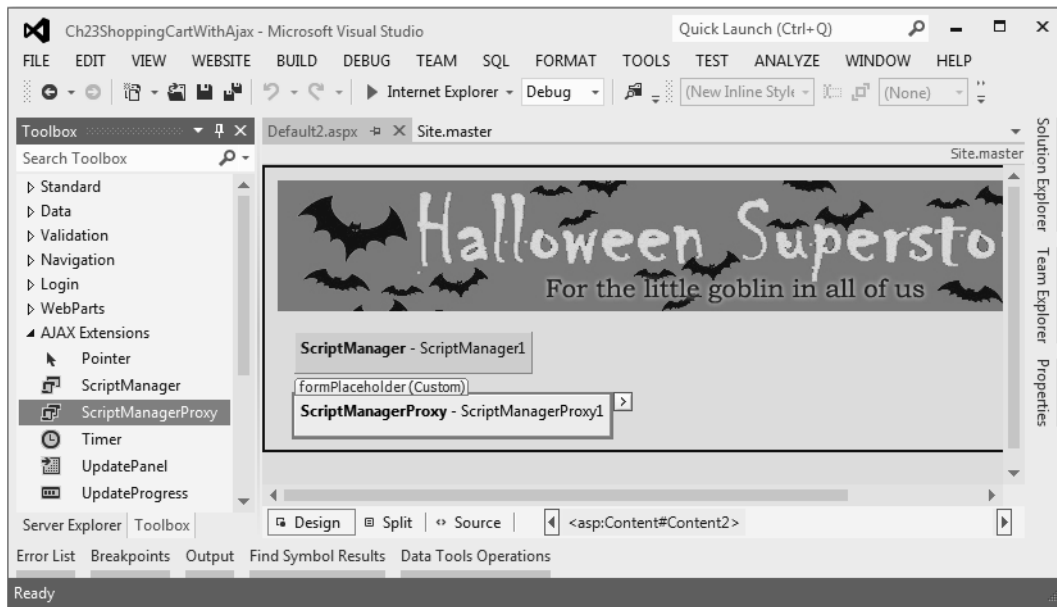 Ch23ShoppingCartWithAjax - Microsoft Visual Studio
Quick Launch (Ctrl+Q)
FILE EDIT VIEW WEBSITE BUILD DEBUG TEAM SQL FORMAT TOOLS TEST ANALYZE WINDOW HELP
Internet Explorer Debug (New Inline Style (None)
Toolbox
Default2.aspx Site.master
Search Toolbox
Site.master
Standard
Data
Validation
Navigation
Login
WebParts
AJAX Extensions
Pointer
ScriptManager
ScriptManagerProxy
Timer
UpdatePanel
UpdateProgress
Server Explorer Toolbox
Halloween Supersto
For the little goblin in all of us
ScriptManager - ScriptManager1
formPlaceholder (Custom)
ScriptManagerProxy - ScriptManagerProxy1
Design Split Source <asp:Content#Content2>
Solution Explorer
Team Explorer
Properties
Error List Breakpoints Output Find Symbol Results Data Tools Operations
Ready